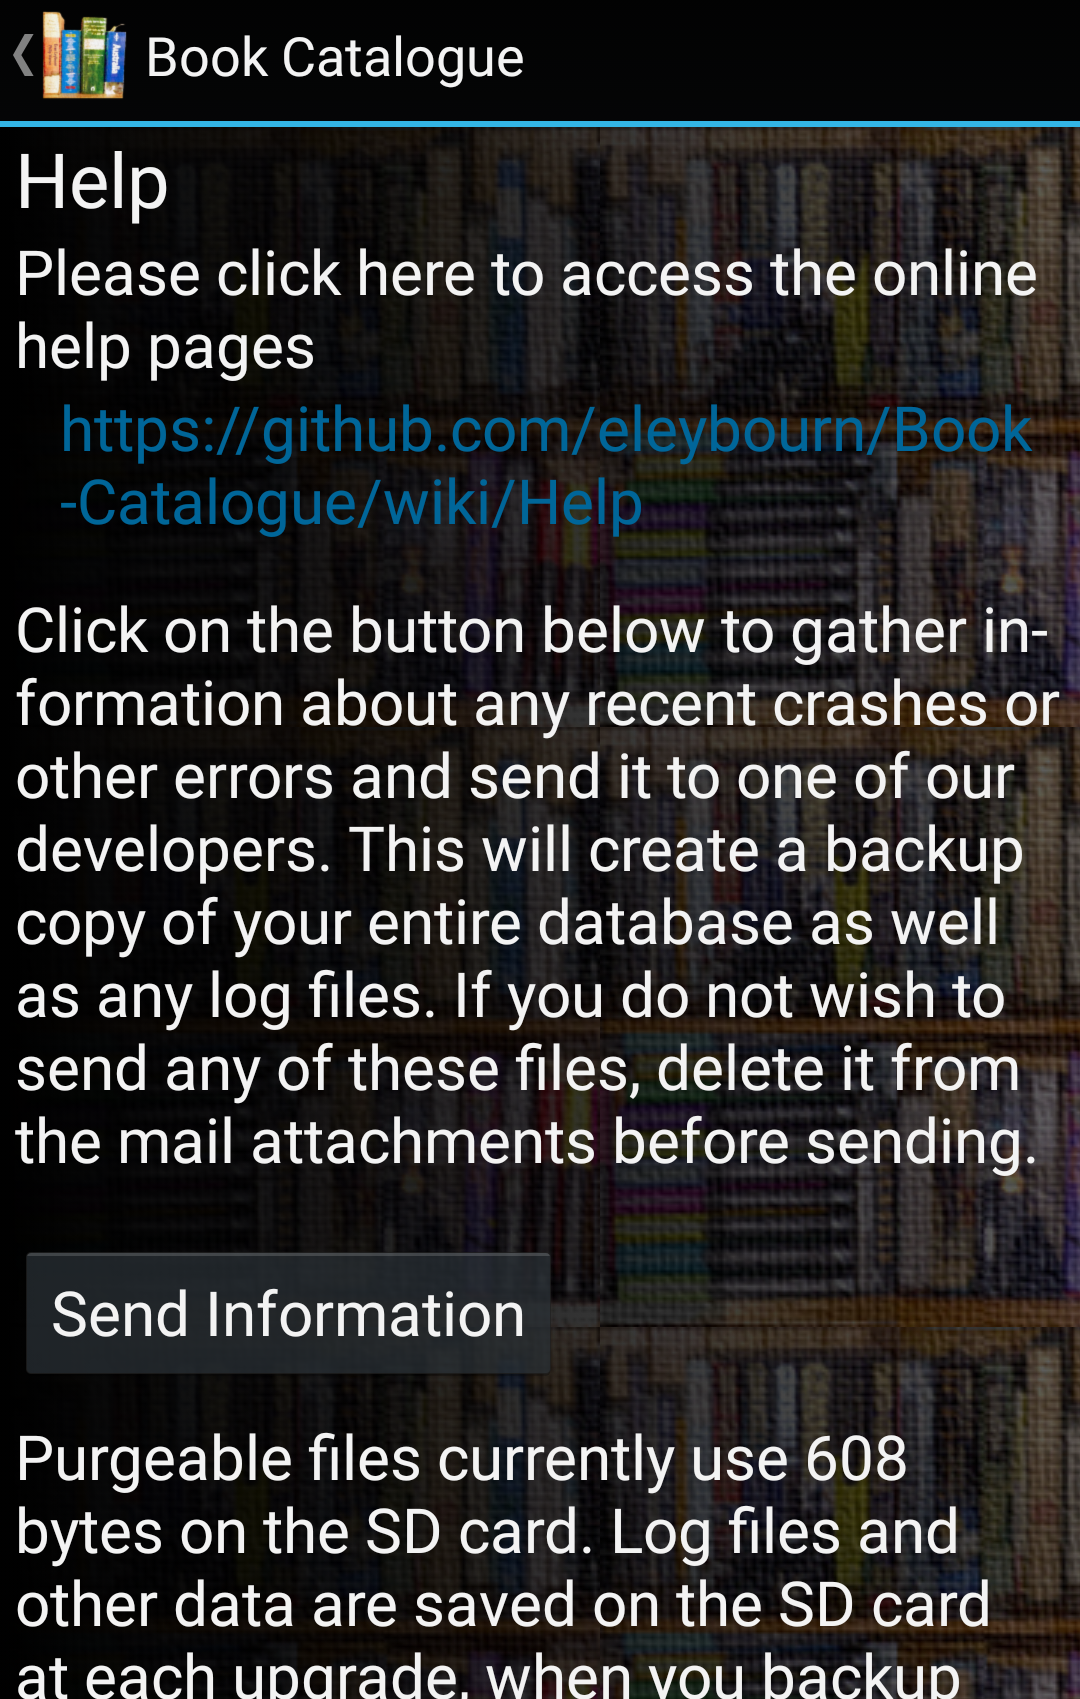 Book Catalogue
Help
Please click here to access the online
help pages
https://github.com/eleybourn/Book
-Catalogue/wiki/Help
Click on the button below to gather in-
formation about any recent crashes or
other errors and send it to one of our
developers. This will create a backup
copy of your entire database as well
as any log files. If you do not wish to
send any of these files, delete it from
the mail attachments before sending.
Send Information
Purgeable files currently use 608
bytes on the SD card. Log files and
other data are saved on the SD card
at each upgrade, when you backup